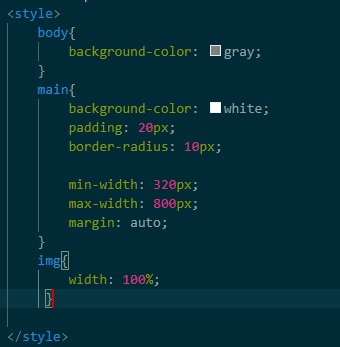 <style>
body{
background-color: gray;
}
main{
background-color: white;
padding: 20px;
border-radius: 10px;
min-width: 320px;
max-width: 800px;
margin: auto;
}
img{
width: 100%;
}
</style>